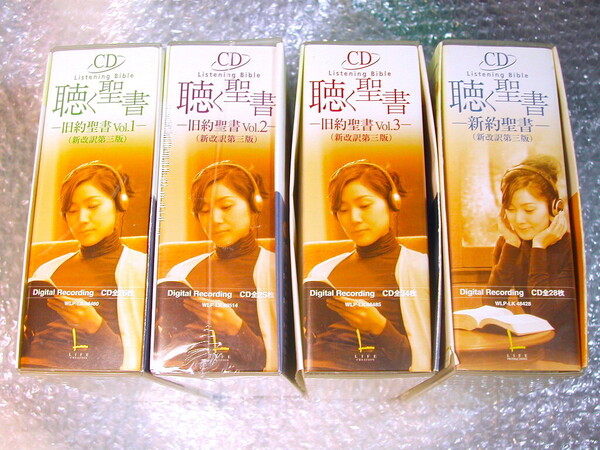 CD
Listening Bible
聴く聖書
旧約聖書 Vol.1
(新改訳第三版)
Digital Recording
LIFE
CD
Listening Bible
聴く聖書
旧約聖書 Vol.2
(新改訳第三版)
Digital Recording
LIFE
CD
Listening Bible
聴く聖書
旧約聖書 Vol.3
(新改訳第三版)
Digital Recording
LIFE
CD
Listening Bible
聴く聖書
新約聖書
(新改訳第三版)
Digital Recording CD全28枚
LIFE